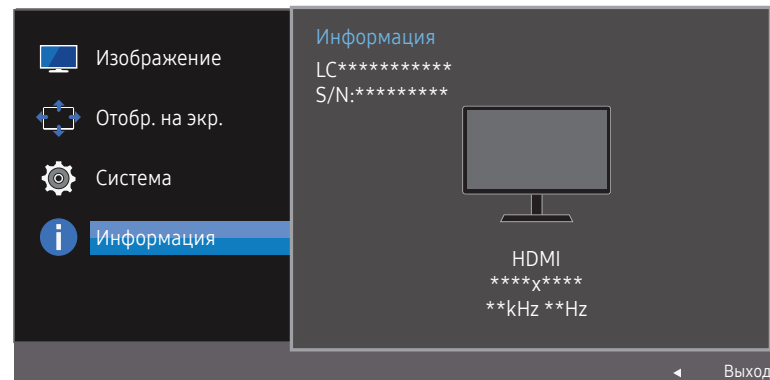 Изображение
Отобр. на экр.
Система
Информация
Информация
LC***********
S/N:*********
HDMI
****x****
**kHz **Hz
Выход